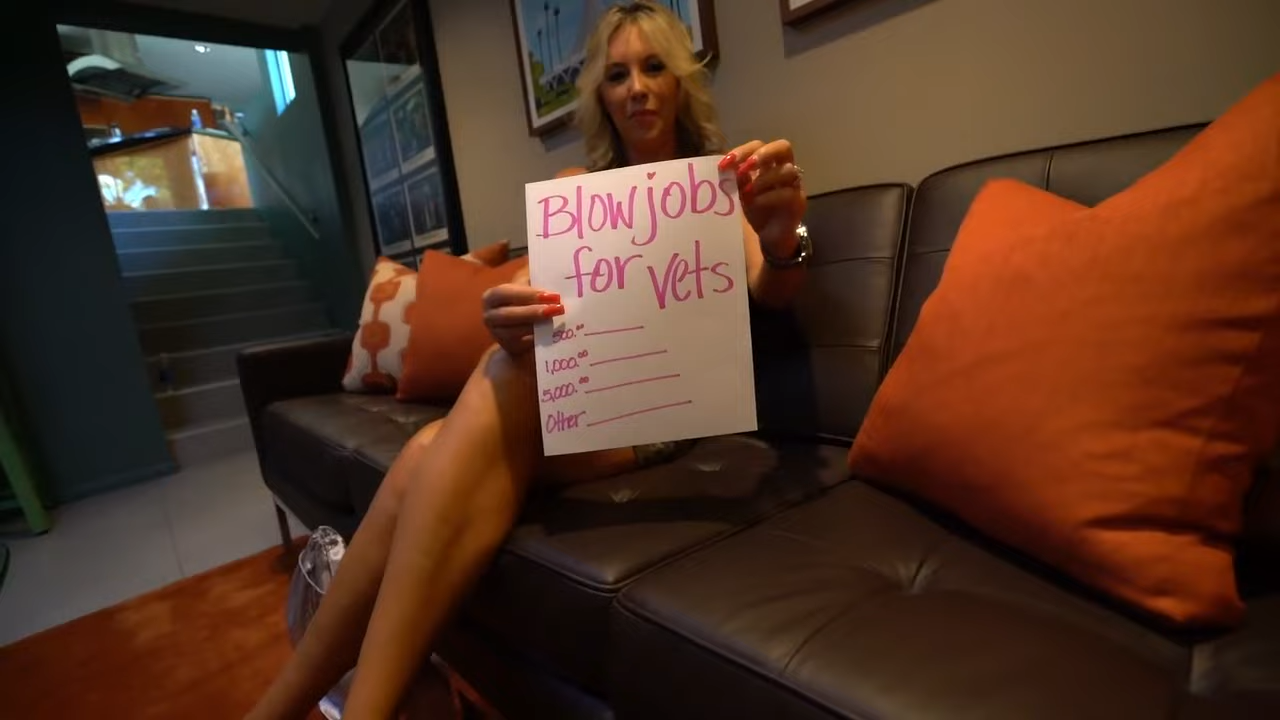 Blowjobs
for vets
500.00
1,000.00
5,000.00
Other